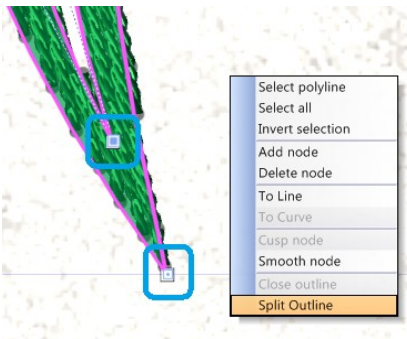 Select polyline
Select all
Invert selection
Add node
Delete node
To Line
To Curve
Cusp node
Smooth node
Close outline
Split Outline